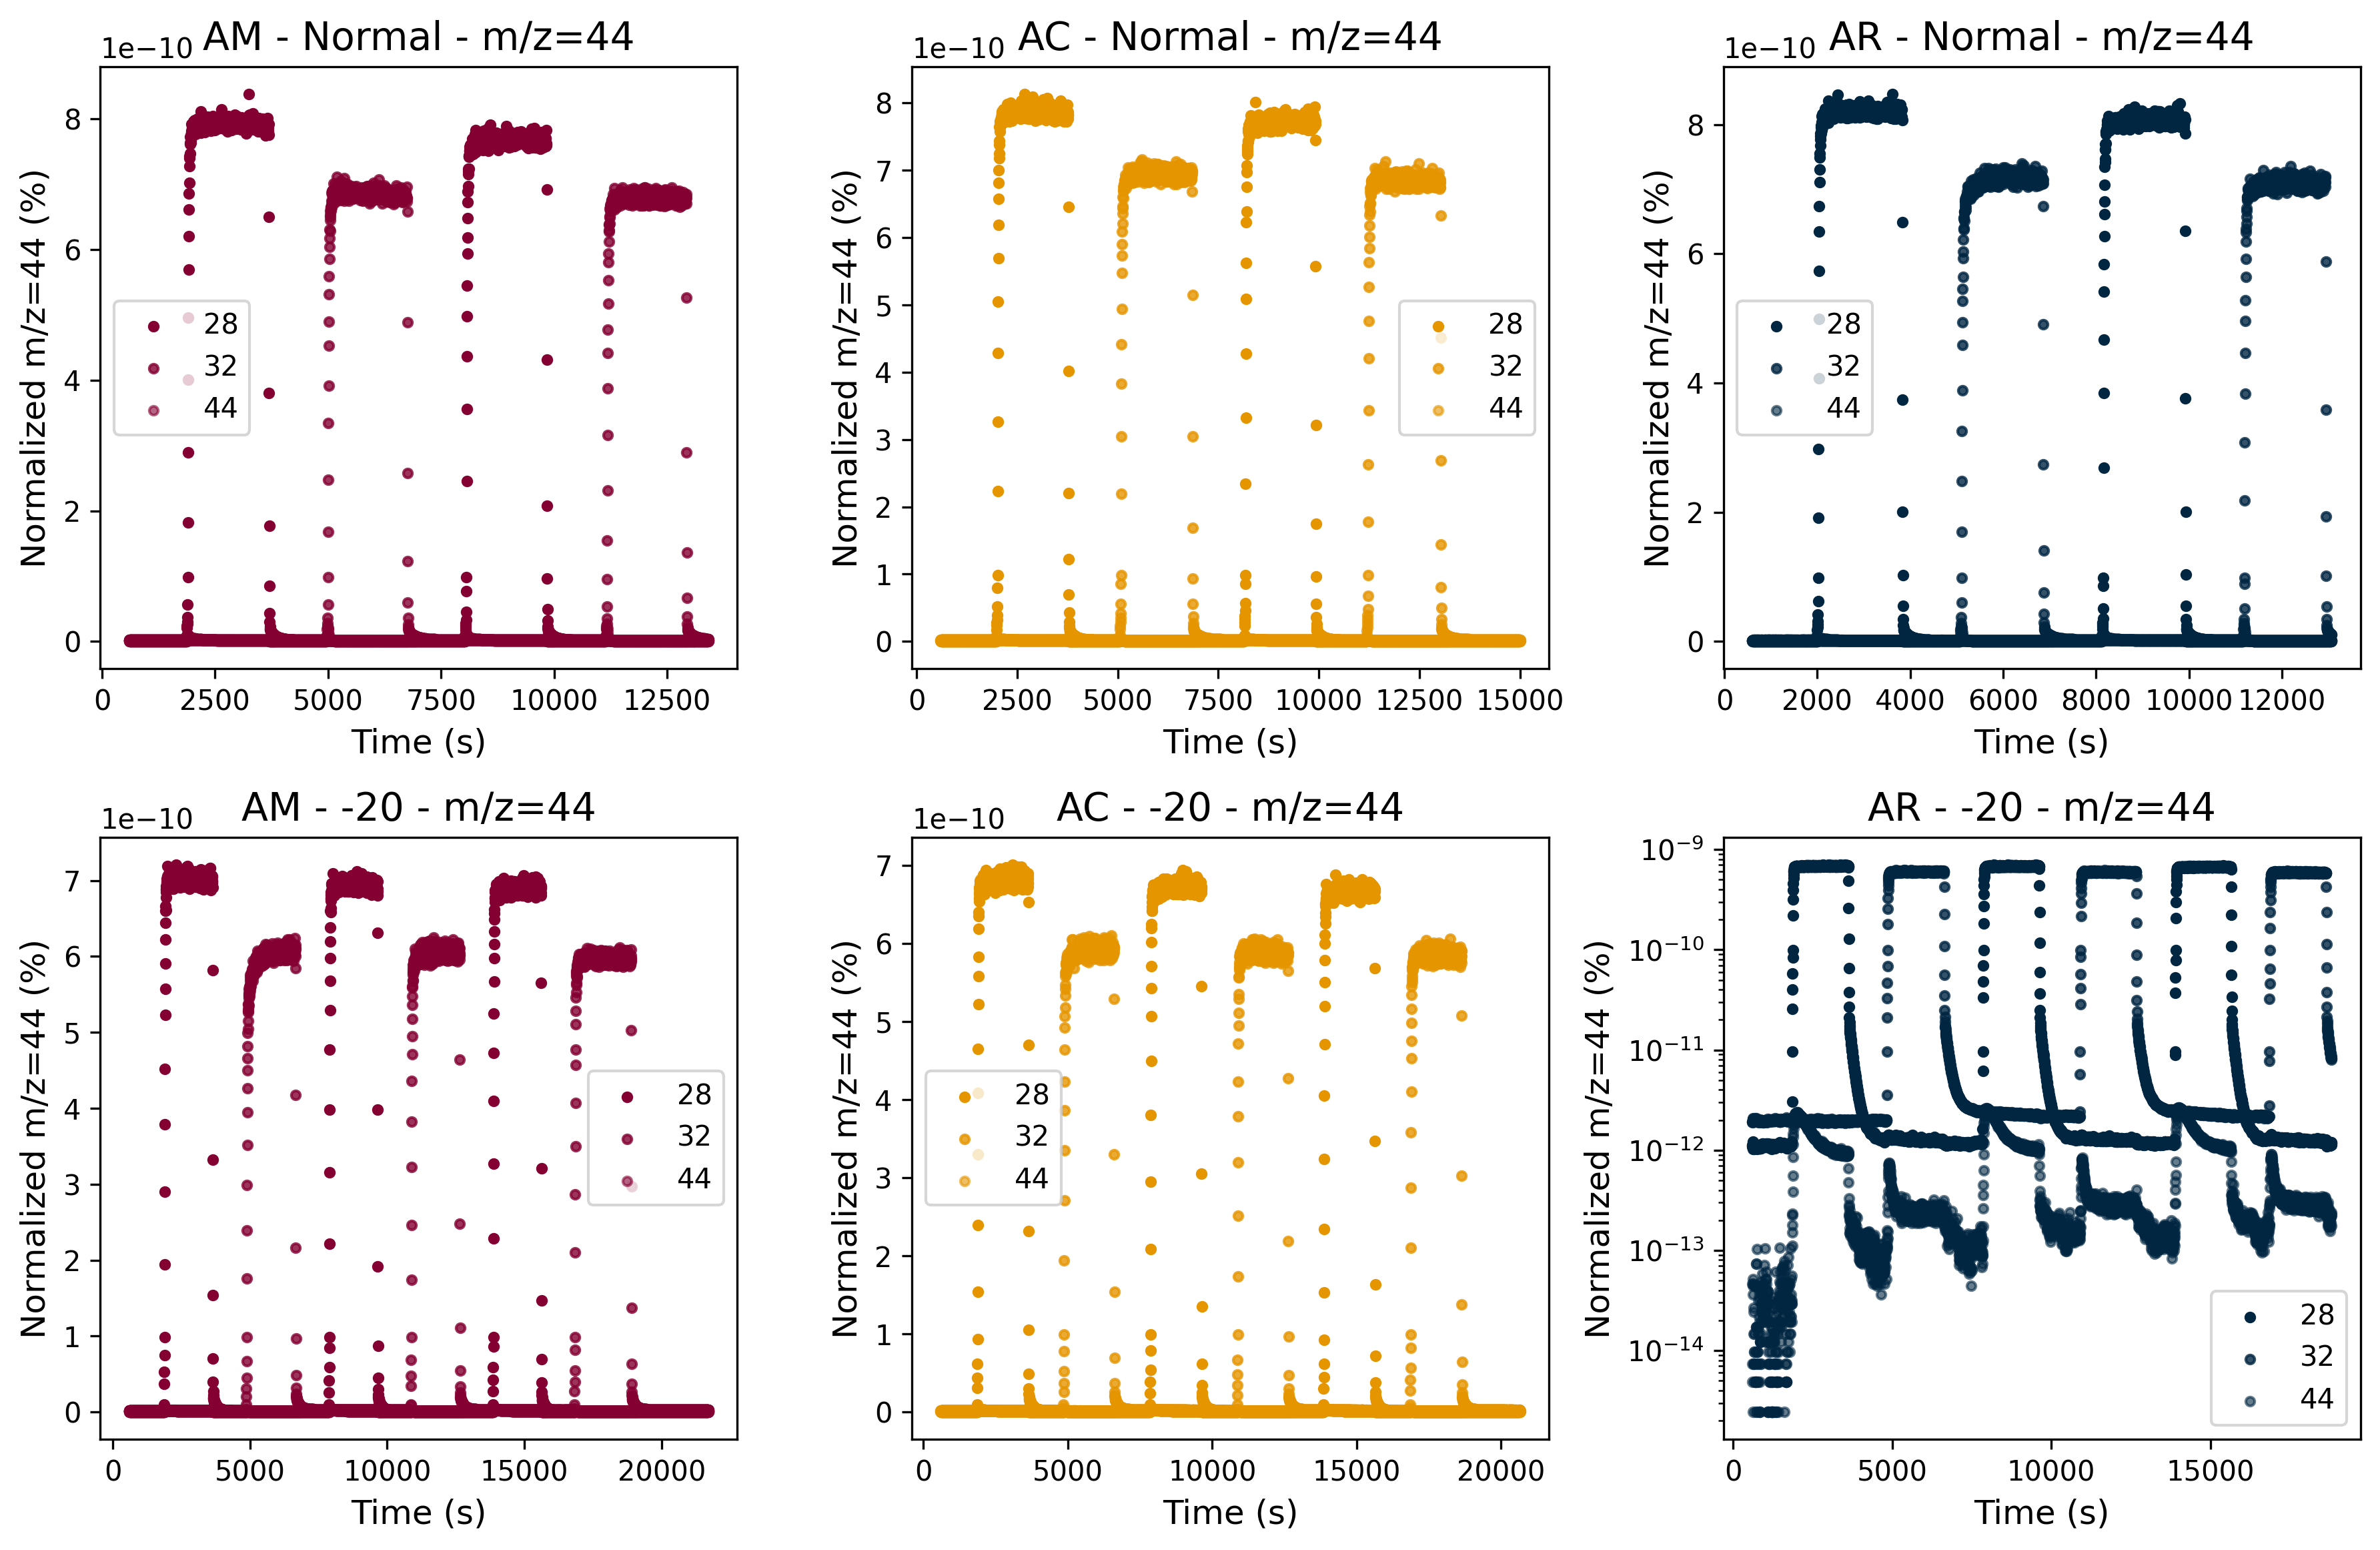 AM - Normal - m/z=44
1e−10
Normalized m/z=44 (%)
8
6
4
2
0
28
32
44
0 2500 5000 7500 10000 12500
Time (s)
AC - Normal - m/z=44
1e−10
Normalized m/z=44 (%)
8
7
6
5
4
3
2
1
0
28
32
44
0 2500 5000 7500 10000 12500 15000
Time (s)
AR - Normal - m/z=44
1e−10
Normalized m/z=44 (%)
8
6
4
2
0
28
32
44
0 2000 4000 6000 8000 10000 12000
Time (s)
AM - -20 - m/z=44
1e−10
Normalized m/z=44 (%)
7
6
5
4
3
2
1
0
28
32
44
0 5000 10000 15000 20000
Time (s)
AC - -20 - m/z=44
1e−10
Normalized m/z=44 (%)
7
6
5
4
3
2
1
0
28
32
44
0 5000 10000 15000 20000
Time (s)
AR - -20 - m/z=44
Normalized m/z=44 (%)
10⁻⁹
10⁻¹⁰
10⁻¹¹
10⁻¹²
10⁻¹³
10⁻¹⁴
28
32
44
0 5000 10000 15000
Time (s)